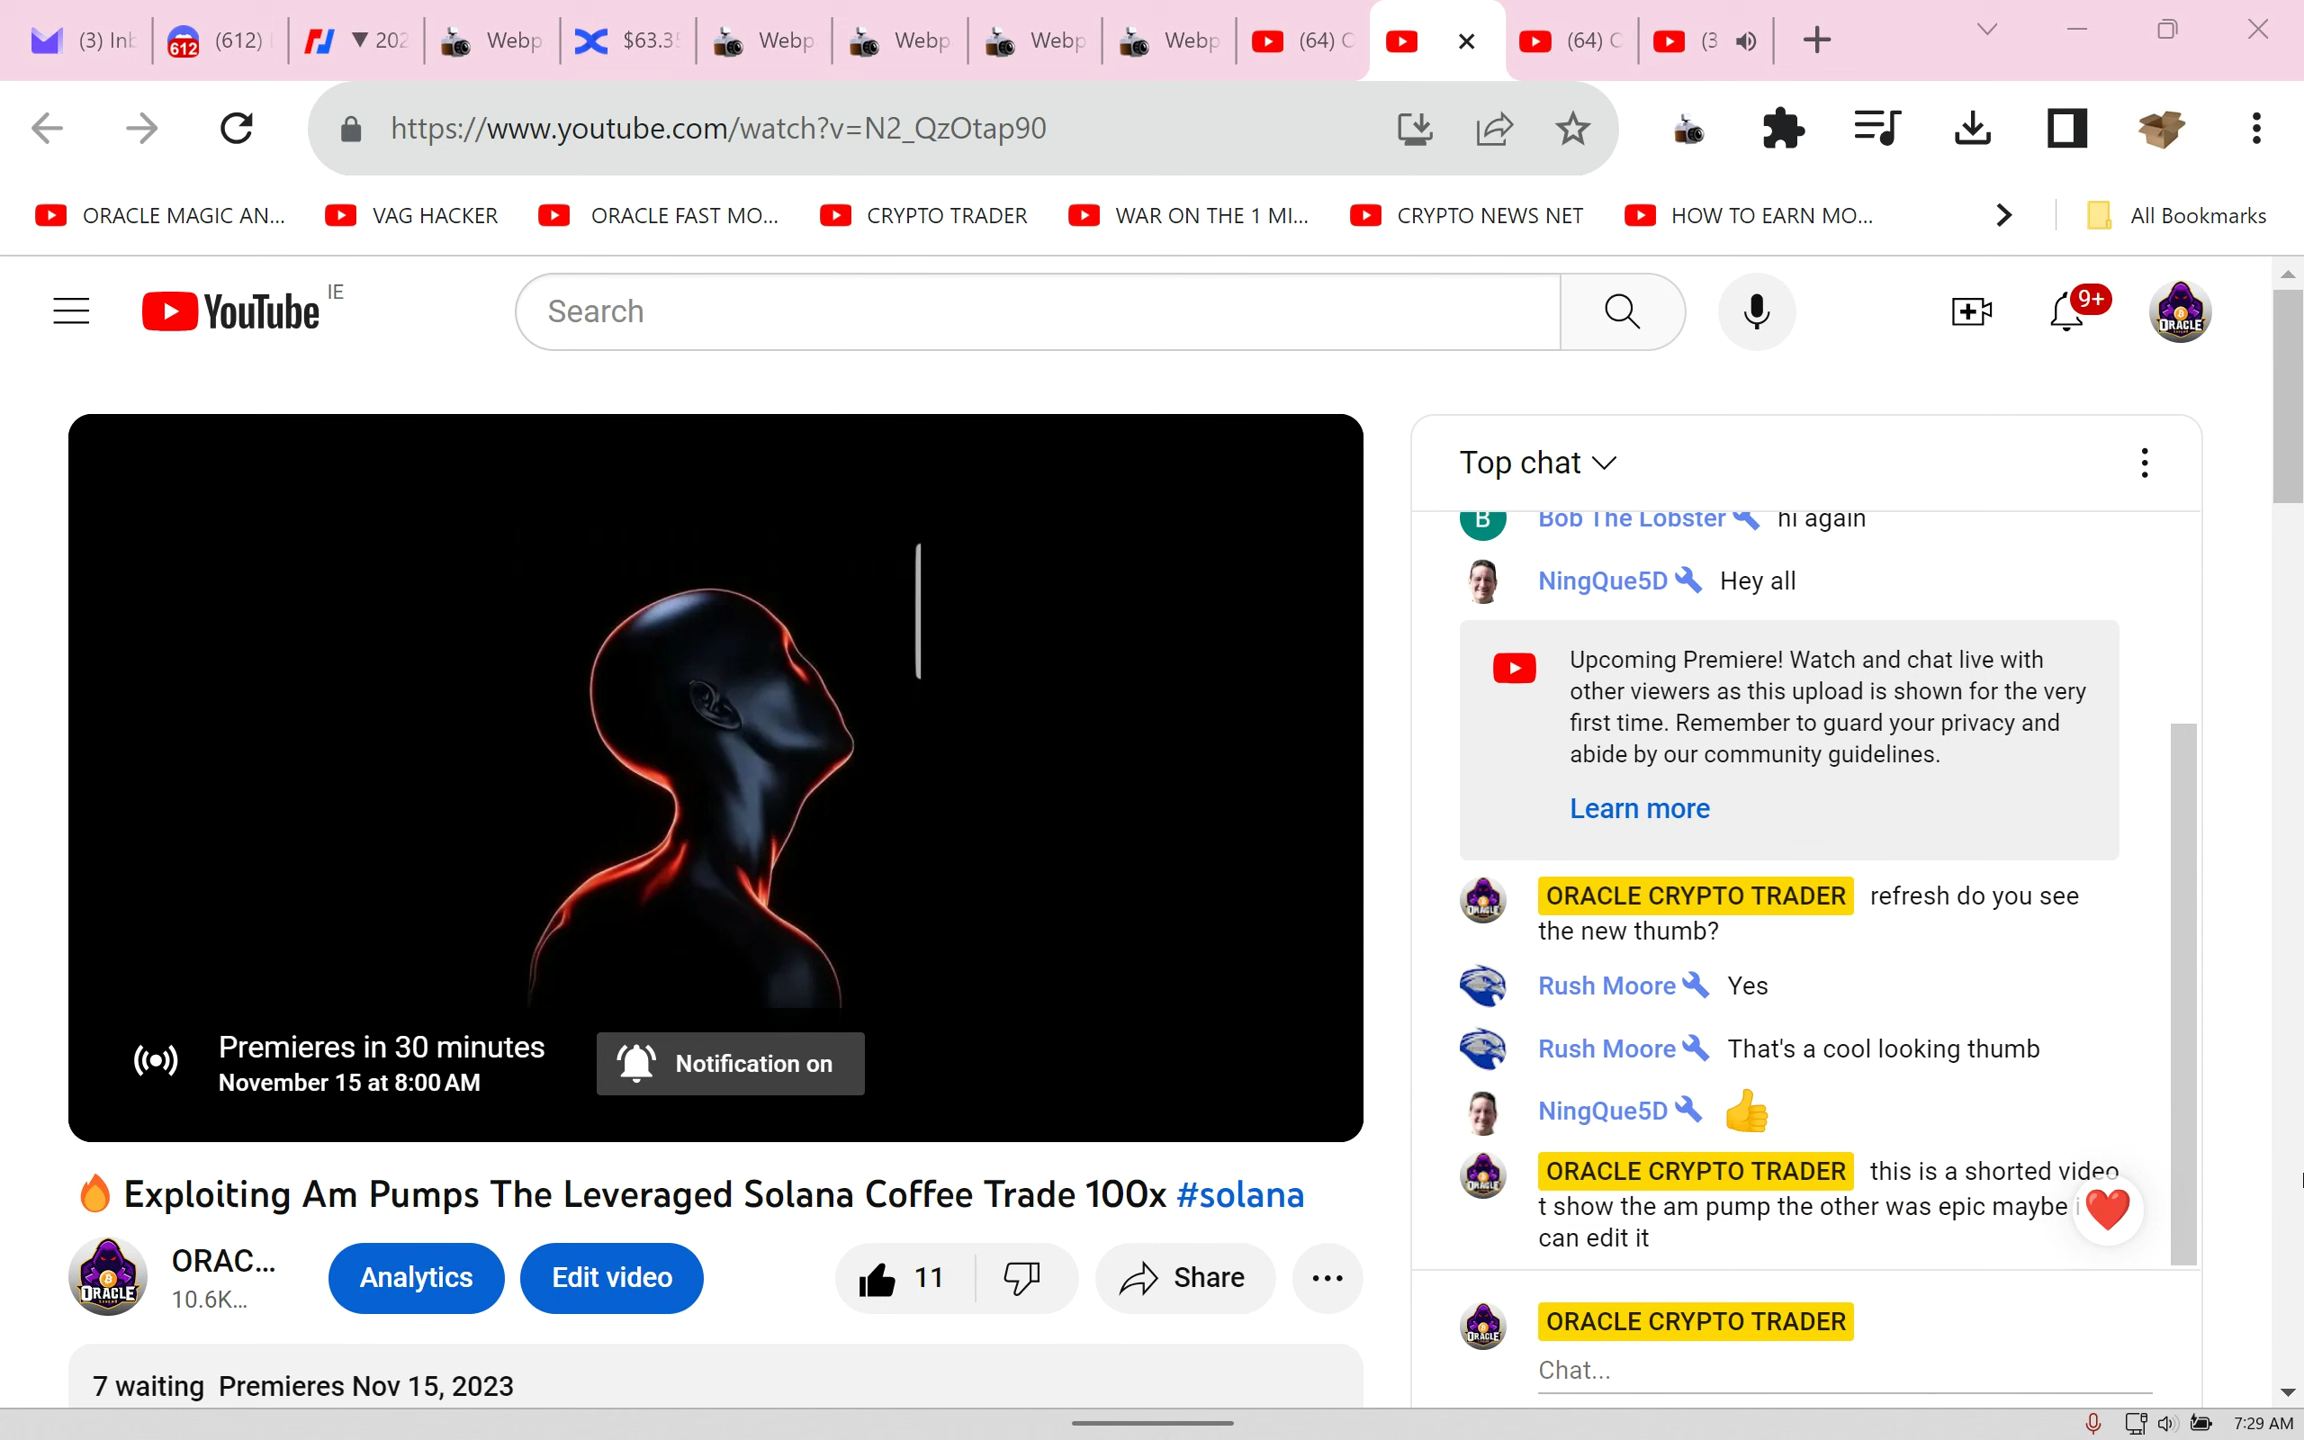 (3) Inb
612
(612)
▼ 202
Webp
$63.35
Webp
Webp
Webp
Webp
(64) C
(64) C
(3
https://www.youtube.com/watch?v=N2_QzOtap90
ORACLE MAGIC AN...
VAG HACKER
ORACLE FAST MO...
CRYPTO TRADER
WAR ON THE 1 MI...
CRYPTO NEWS NET
HOW TO EARN MO...
All Bookmarks
YouTube IE
Search
9+
Top chat
B
Bob The Lobster hi again
NingQue5D Hey all
Upcoming Premiere! Watch and chat live with
other viewers as this upload is shown for the very
first time. Remember to guard your privacy and
abide by our community guidelines.
Learn more
ORACLE CRYPTO TRADER refresh do you see
the new thumb?
Rush Moore Yes
Rush Moore That's a cool looking thumb
NingQue5D 👍
ORACLE CRYPTO TRADER this is a shorted video
t show the am pump the other was epic maybe i
can edit it
ORACLE CRYPTO TRADER
Chat...
Premieres in 30 minutes
November 15 at 8:00 AM
Notification on
🔥 Exploiting Am Pumps The Leveraged Solana Coffee Trade 100x #solana
ORACLE
ORAC...
10.6K...
Analytics
Edit video
11
Share
7 waiting Premieres Nov 15, 2023
7:29 AM